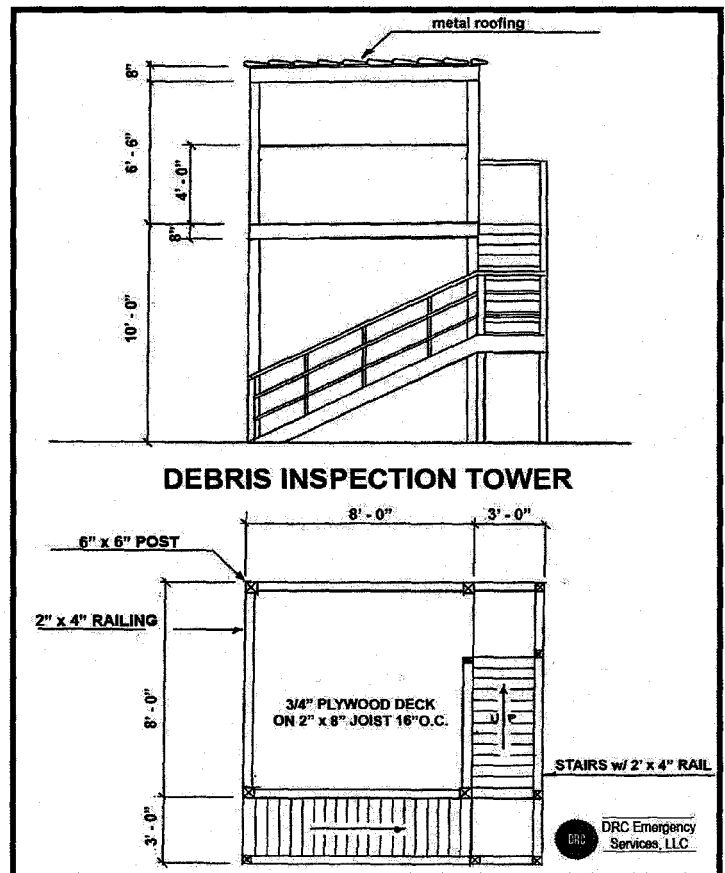 metal roofing
8"
6' - 6"
4' - 0"
8"
10' - 0"
DEBRIS INSPECTION TOWER
8' - 0"
3' - 0"
6" x 6" POST
2" x 4" RAILING
8' - 0"
3/4" PLYWOOD DECK
ON 2" x 8" JOIST 16"O.C.
UP
STAIRS w/ 2' x 4" RAIL
3' - 0"
DRC
DRC Emergency
Services, LLC